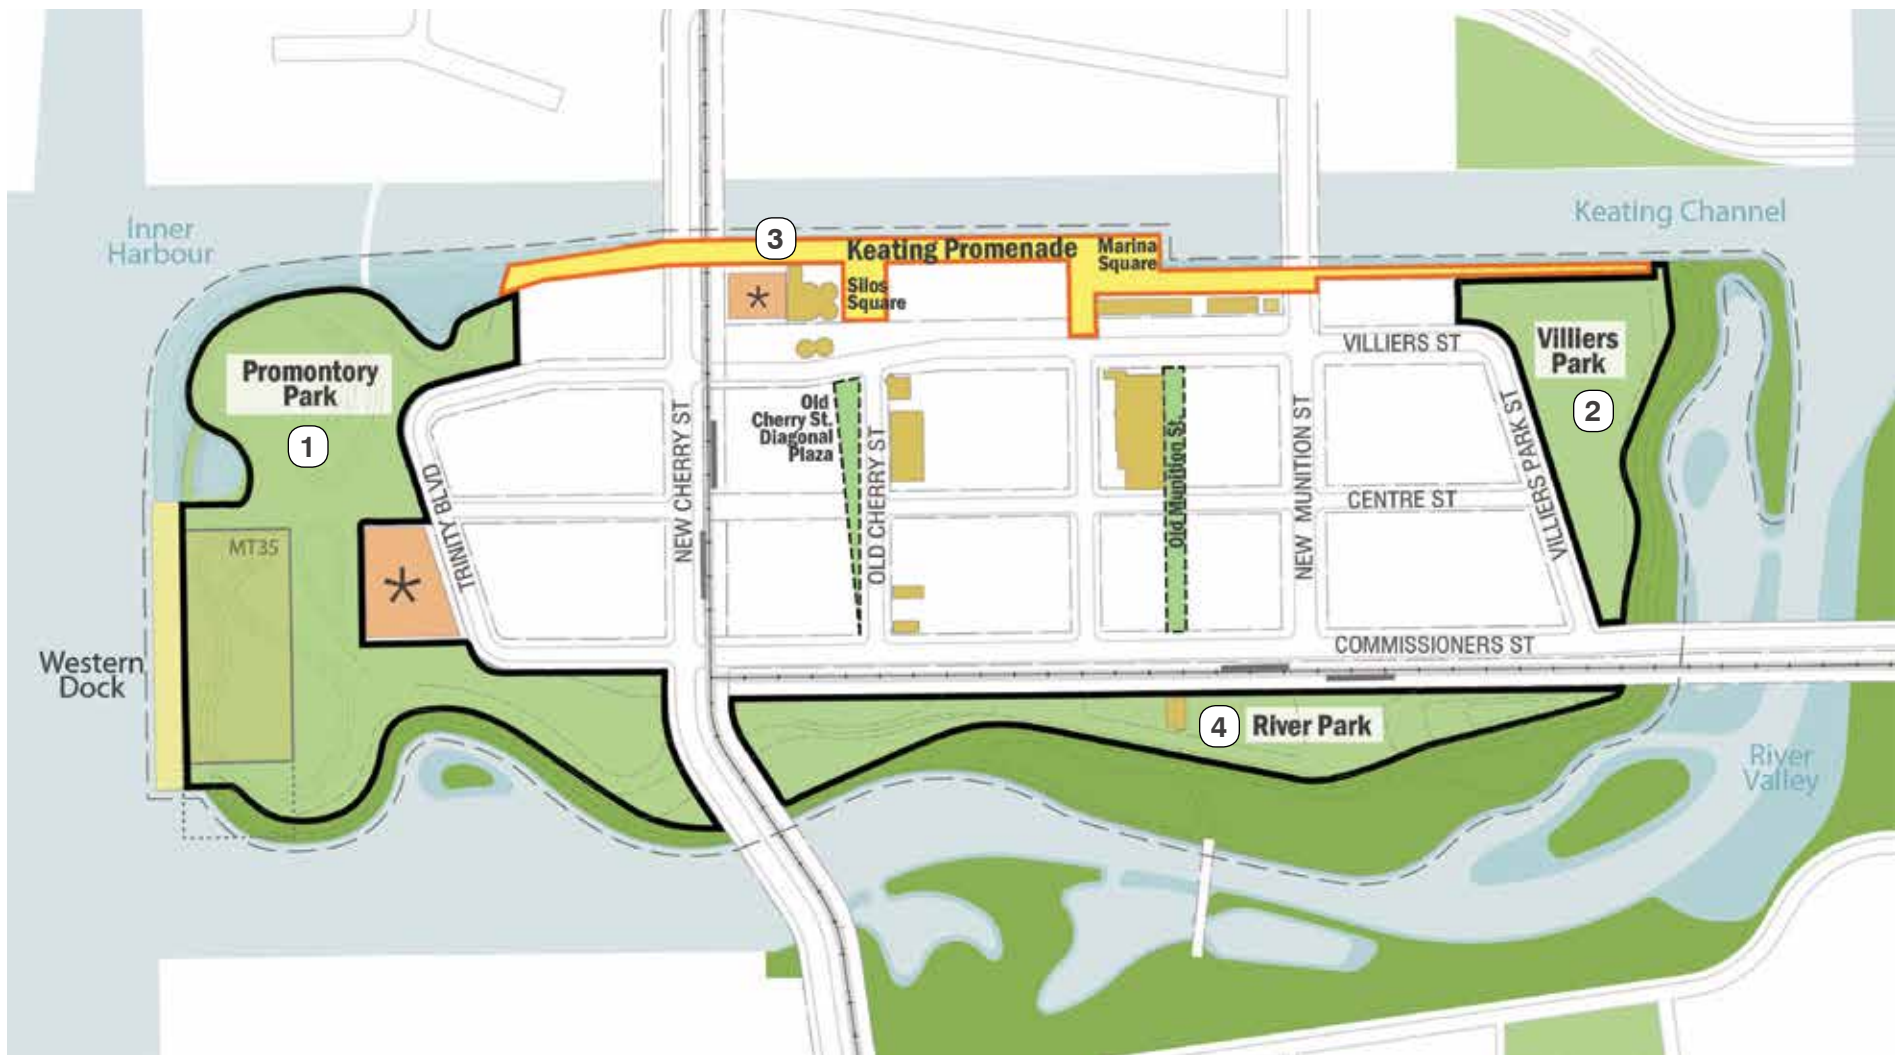 Inner
Harbour
Keating Channel
3
Keating Promenade
Marina
Square
Silos
Square
*
Promontory
Park
1
VILLIERS ST
Villiers
Park
2
Old
Cherry St.
Diagonal
Plaza
TRINITY BLVD
NEW CHERRY ST
OLD CHERRY ST
Old Munition St.
NEW MUNITION ST
CENTRE ST
VILLIERS PARK ST
MT35
*
Western
Dock
COMMISSIONERS ST
4
River Park
River
Valley